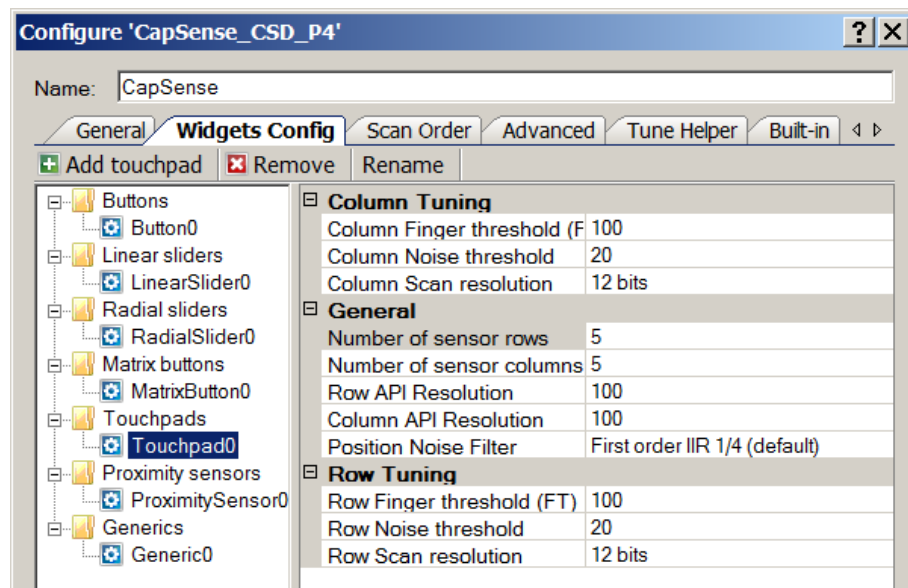 Configure 'CapSense_CSD_P4'
Name: CapSense
General Widgets Config Scan Order Advanced Tune Helper Built-in
Add touchpad Remove Rename
Buttons
Button0
Linear sliders
LinearSlider0
Radial sliders
RadialSlider0
Matrix buttons
MatrixButton0
Touchpads
Touchpad0
Proximity sensors
ProximitySensor0
Generics
Generic0
Column Tuning
Column Finger threshold (F 100
Column Noise threshold 20
Column Scan resolution 12 bits
General
Number of sensor rows 5
Number of sensor columns 5
Row API Resolution 100
Column API Resolution 100
Position Noise Filter First order IIR 1/4 (default)
Row Tuning
Row Finger threshold (FT) 100
Row Noise threshold 20
Row Scan resolution 12 bits